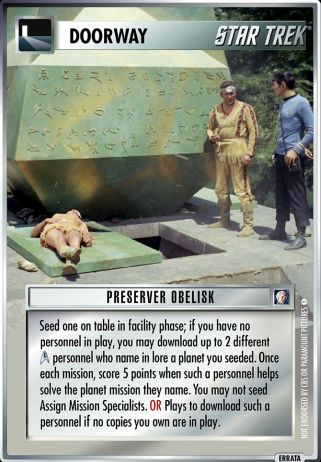 DOORWAY
STAR TREK
PRESERVER OBELISK
Seed one on table in facility phase; if you have no
personnel in play, you may download up to 2 different
personnel who name in lore a planet you seeded. Once
each mission, score 5 points when such a personnel helps
solve the planet mission they name. You may not seed
Assign Mission Specialists. OR Plays to download such a
personnel if no copies you own are in play.
NOT ENDORSED BY CBS OR PARAMOUNT PICTURES
ERRATA